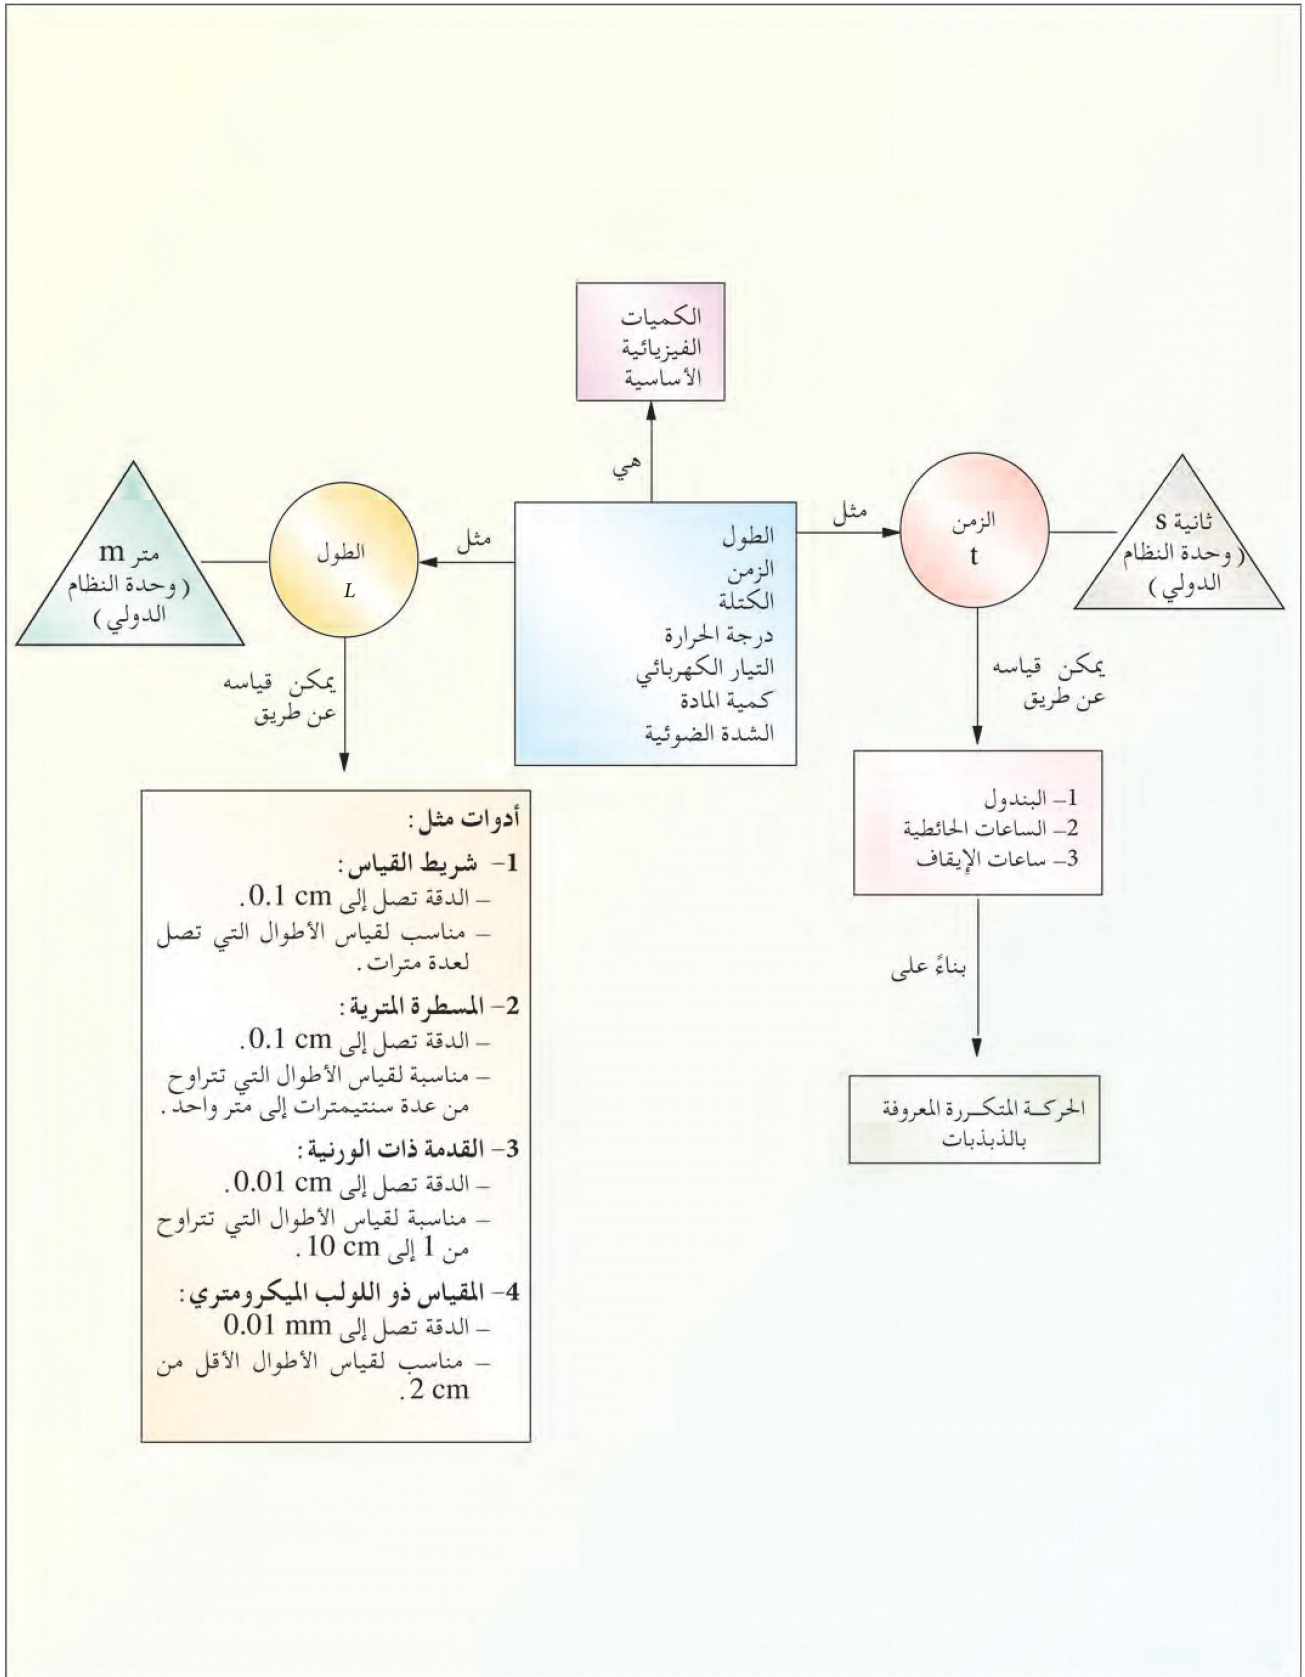 الكميات
الفيزيائية
الأساسية
هي
الطول
الزمن
الكتلة
درجة الحرارة
التيار الكهربائي
كمية المادة
الشدة الضوئية
مثل
الزمن
t
ثانية s
(وحدة النظام
الدولي)
يمكن قياسه
عن طريق
1– البندول
2– الساعات الحائطية
3– ساعات الإيقاف
بناءً على
الحركة المتكررة المعروفة
بالذبذبات
مثل
الطول
L
متر m
(وحدة النظام
الدولي)
يمكن قياسه
عن طريق
أدوات مثل:
1– شريط القياس:
– الدقة تصل إلى 0.1 cm.
– مناسب لقياس الأطوال التي تصل
لعدة مترات.
2– المسطرة المترية:
– الدقة تصل إلى 0.1 cm.
– مناسبة لقياس الأطوال التي تتراوح
من عدة سنتيمترات إلى متر واحد.
3– القدمة ذات الورنية:
– الدقة تصل إلى 0.01 cm.
– مناسبة لقياس الأطوال التي تتراوح
من 1 إلى 10 cm.
4– المقياس ذو اللولب الميكرومتري:
– الدقة تصل إلى 0.01 mm
– مناسب لقياس الأطوال الأقل من
2 cm.